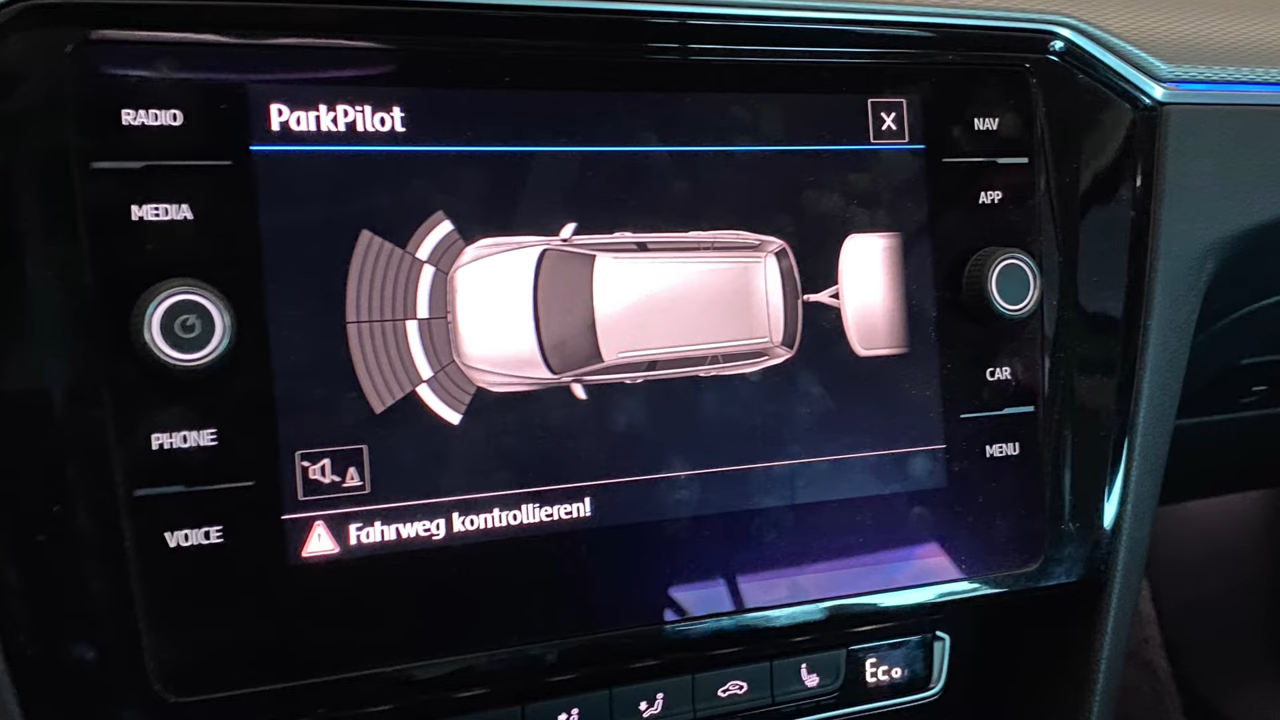 RADIO
MEDIA
PHONE
VOICE
ParkPilot
X
Fahrweg kontrollieren!
NAV
APP
CAR
MENU
Eco